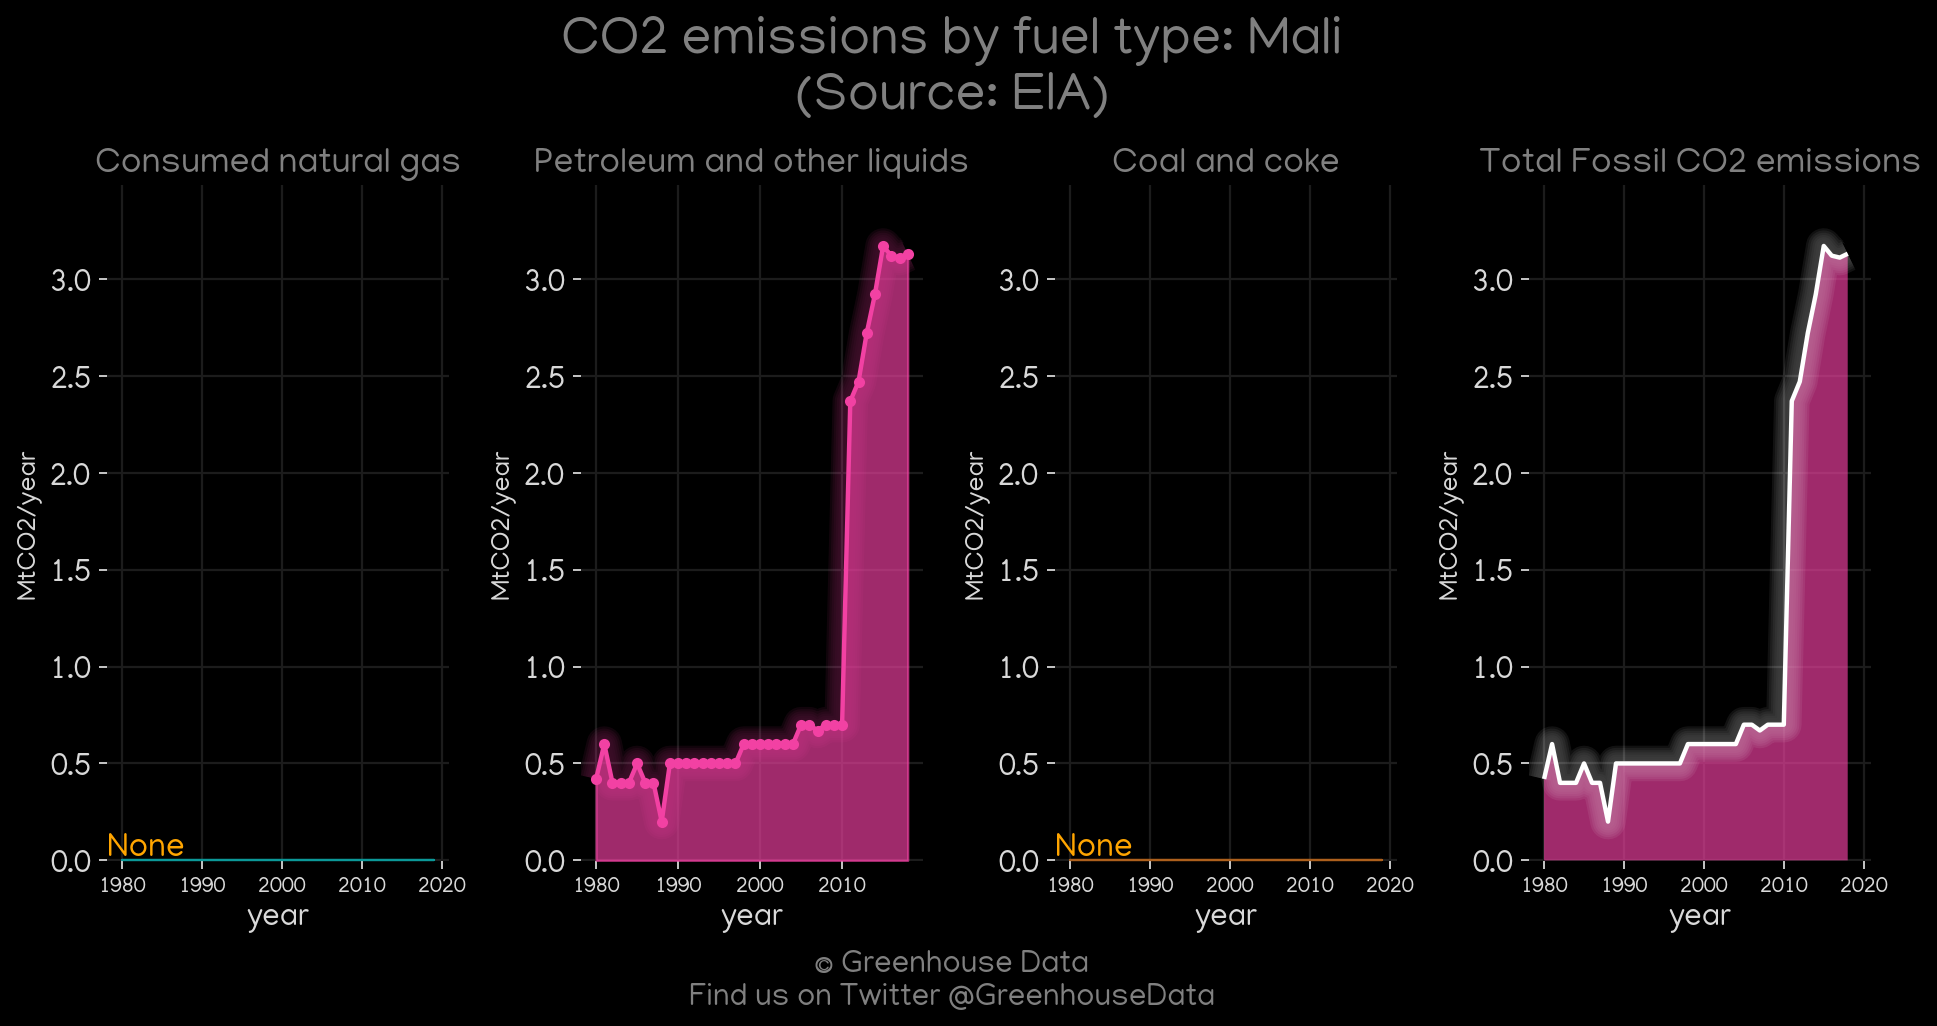 CO2 emissions by fuel type: Mali
(Source: EIA)
Consumed natural gas
Petroleum and other liquids
Coal and coke
Total Fossil CO2 emissions
MtCO2/year
3.0
2.5
2.0
1.5
1.0
0.5
0.0
None
1980 1990 2000 2010 2020
year
MtCO2/year
3.0
2.5
2.0
1.5
1.0
0.5
0.0
1980 1990 2000 2010
year
MtCO2/year
3.0
2.5
2.0
1.5
1.0
0.5
0.0
None
1980 1990 2000 2010 2020
year
MtCO2/year
3.0
2.5
2.0
1.5
1.0
0.5
0.0
1980 1990 2000 2010 2020
year
© Greenhouse Data
Find us on Twitter @GreenhouseData